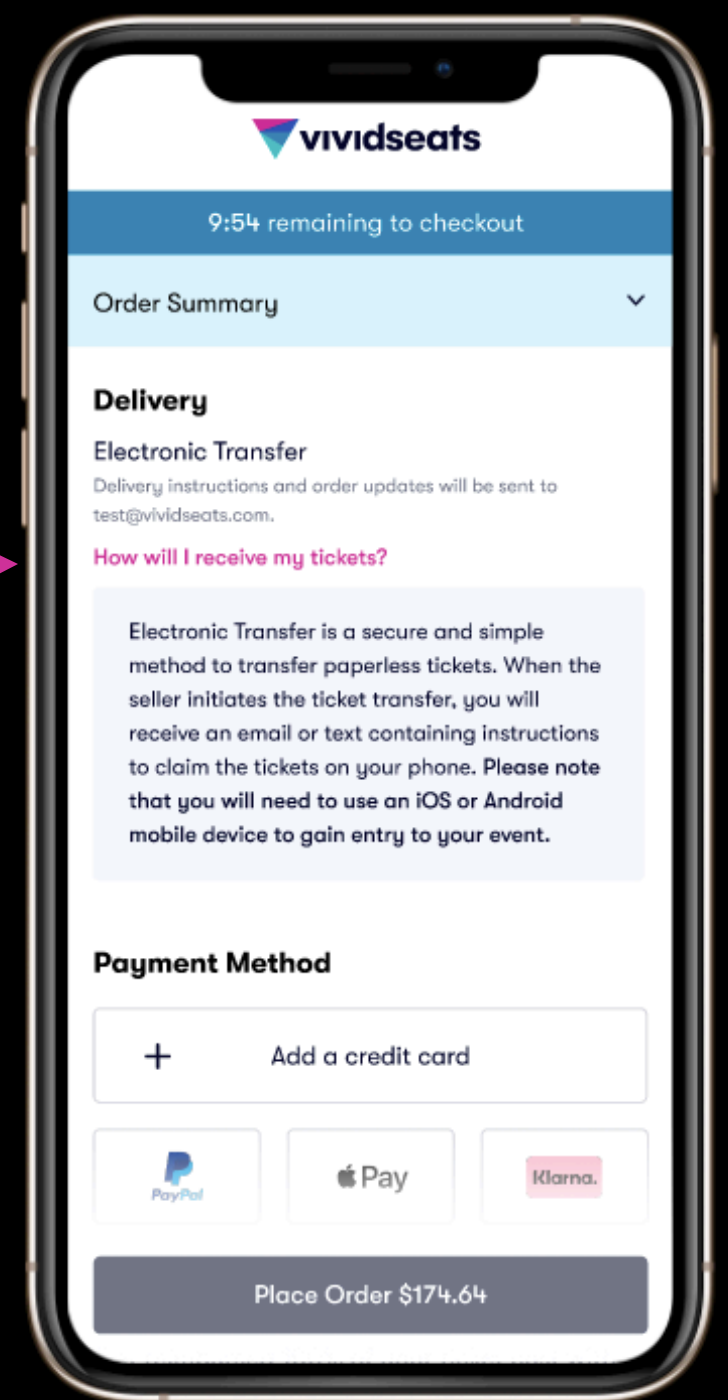 vividseats
9:54 remaining to checkout
Order Summary
Delivery
Electronic Transfer
Delivery instructions and order updates will be sent to
test@vividseats.com.
How will I receive my tickets?
Electronic Transfer is a secure and simple
method to transfer paperless tickets. When the
seller initiates the ticket transfer, you will
receive an email or text containing instructions
to claim the tickets on your phone. Please note
that you will need to use an iOS or Android
mobile device to gain entry to your event.
Payment Method
+ Add a credit card
PayPal Pay Klarna.
Place Order $174.64